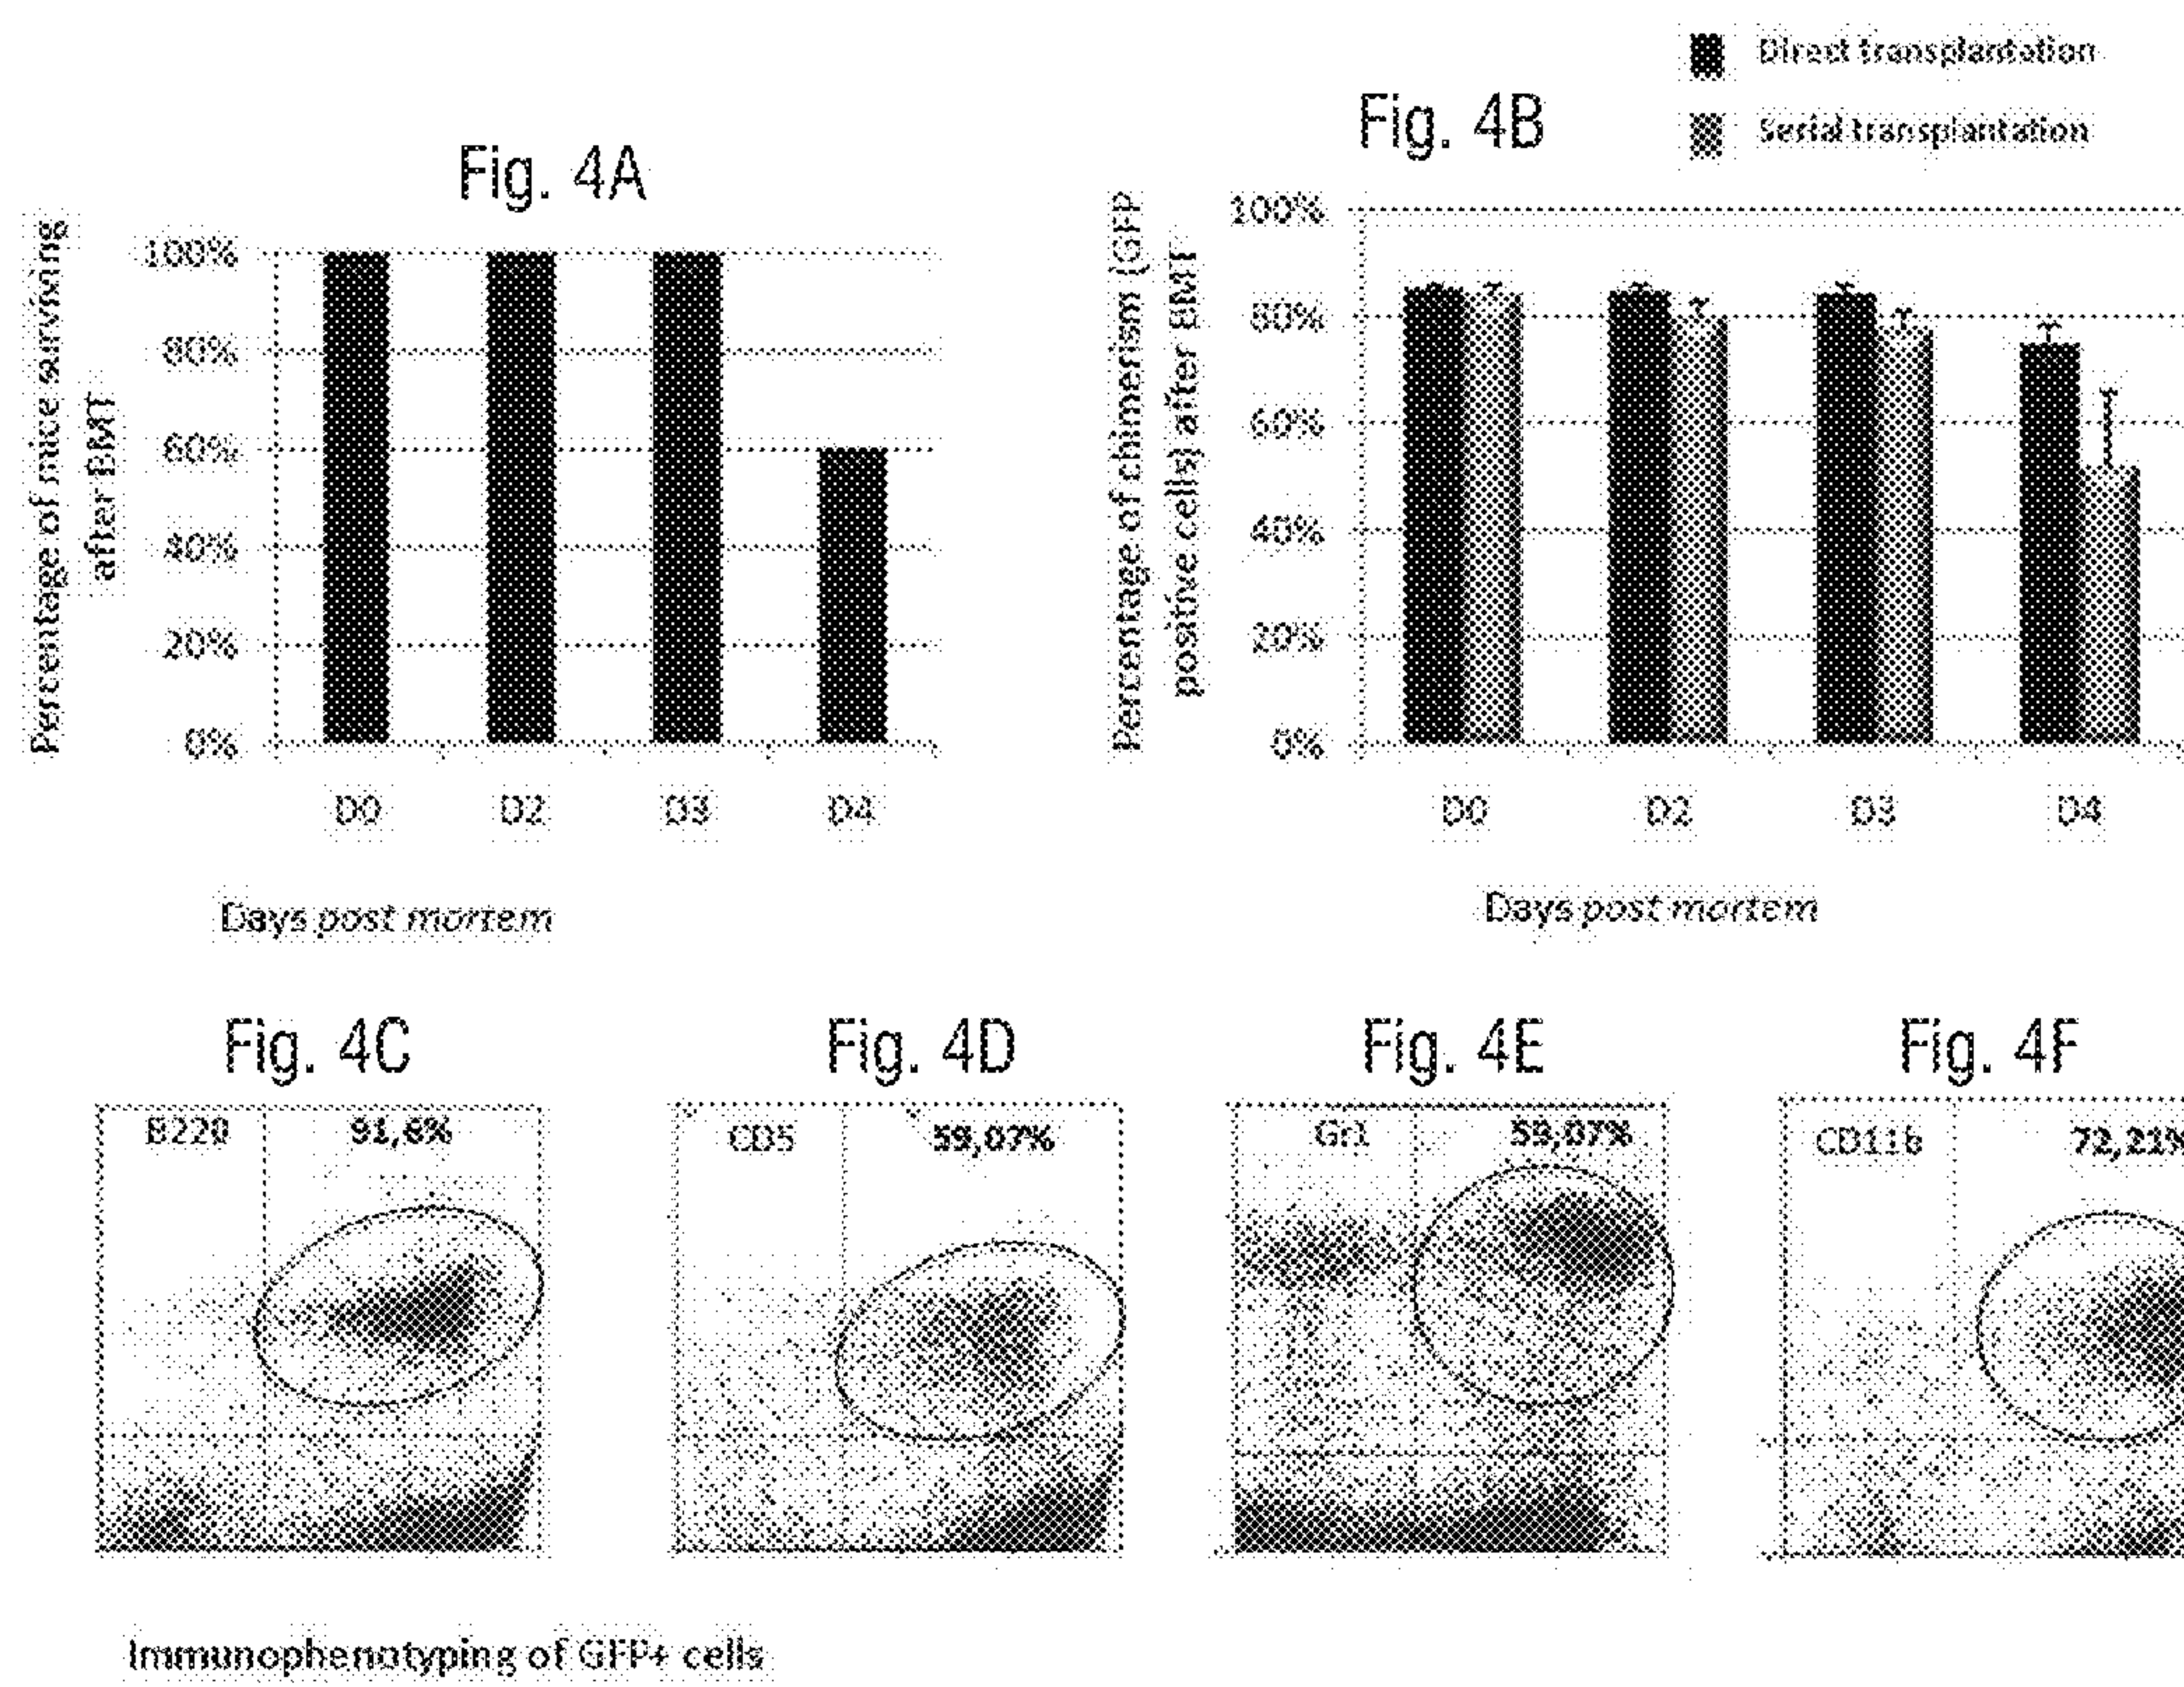 Direct transplantation
Serial transplantation
Fig. 4A
Fig. 4B
Percentage of mice surviving
after BMT
100%
80%
60%
40%
20%
0%
D0 D2 D3 D4
Days post mortem
Percentage of chimerism (GFP
positive cells) after BMT
100%
80%
60%
40%
20%
0%
D0 D2 D3 D4
Days post mortem
Fig. 4C
Fig. 4D
Fig. 4E
Fig. 4F
B220 91,6%
CD5 59,07%
Gr1 59,07%
CD11b 72,21%
Immunophenotyping of GFP+ cells